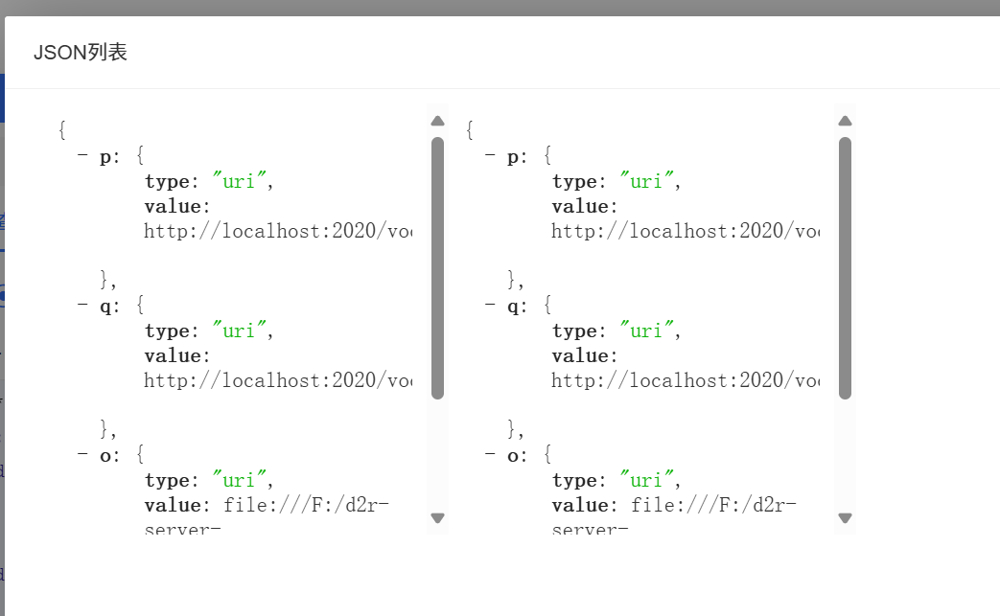 JSON列表
{
- p: {
type: "uri",
value:
http://localhost:2020/voc
},
- q: {
type: "uri",
value:
http://localhost:2020/voc
},
- o: {
type: "uri",
value: file:///F:/d2r-
server-
{
- p: {
type: "uri",
value:
http://localhost:2020/voc
},
- q: {
type: "uri",
value:
http://localhost:2020/voc
},
- o: {
type: "uri",
value: file:///F:/d2r-
server-